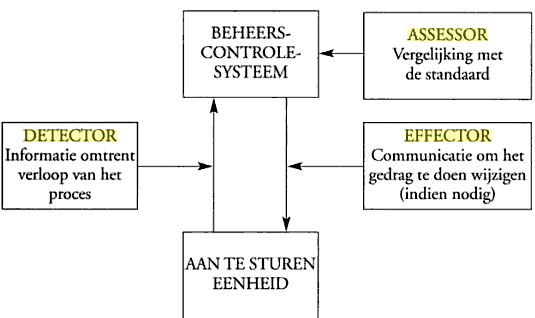 BEHEERS-
CONTROLE-
SYSTEEM
ASSESSOR
Vergelijking met
de standaard
DETECTOR
Informatie omtrent
verloop van het
proces
EFFECTOR
Communicatie om het
gedrag te doen wijzigen
(indien nodig)
AAN TE STUREN
EENHEID